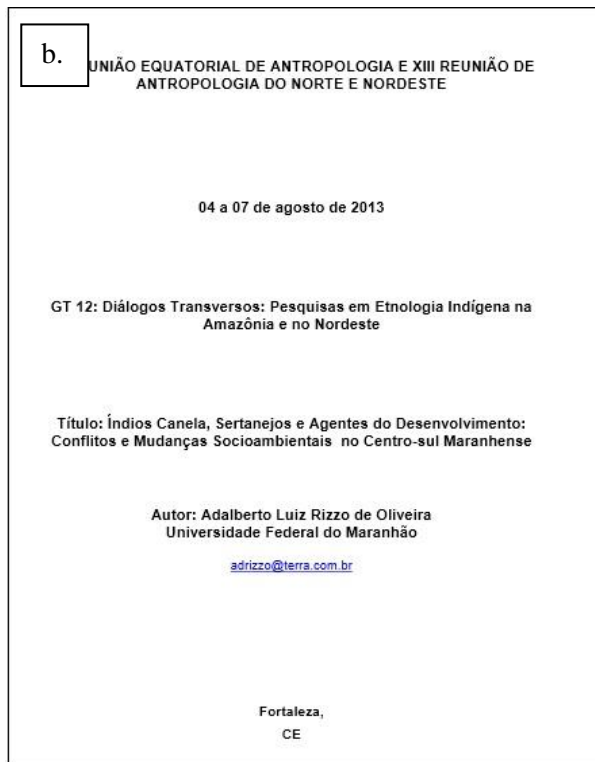 b.
UNIÃO EQUATORIAL DE ANTROPOLOGIA E XIII REUNIÃO DE
ANTROPOLOGIA DO NORTE E NORDESTE
04 a 07 de agosto de 2013
GT 12: Diálogos Transversos: Pesquisas em Etnologia Indígena na
Amazônia e no Nordeste
Título: Índios Canela, Sertanejos e Agentes do Desenvolvimento:
Conflitos e Mudanças Socioambientais no Centro-sul Maranhense
Autor: Adalberto Luiz Rizzo de Oliveira
Universidade Federal do Maranhão
adrizzo@terra.com.br
Fortaleza,
CE